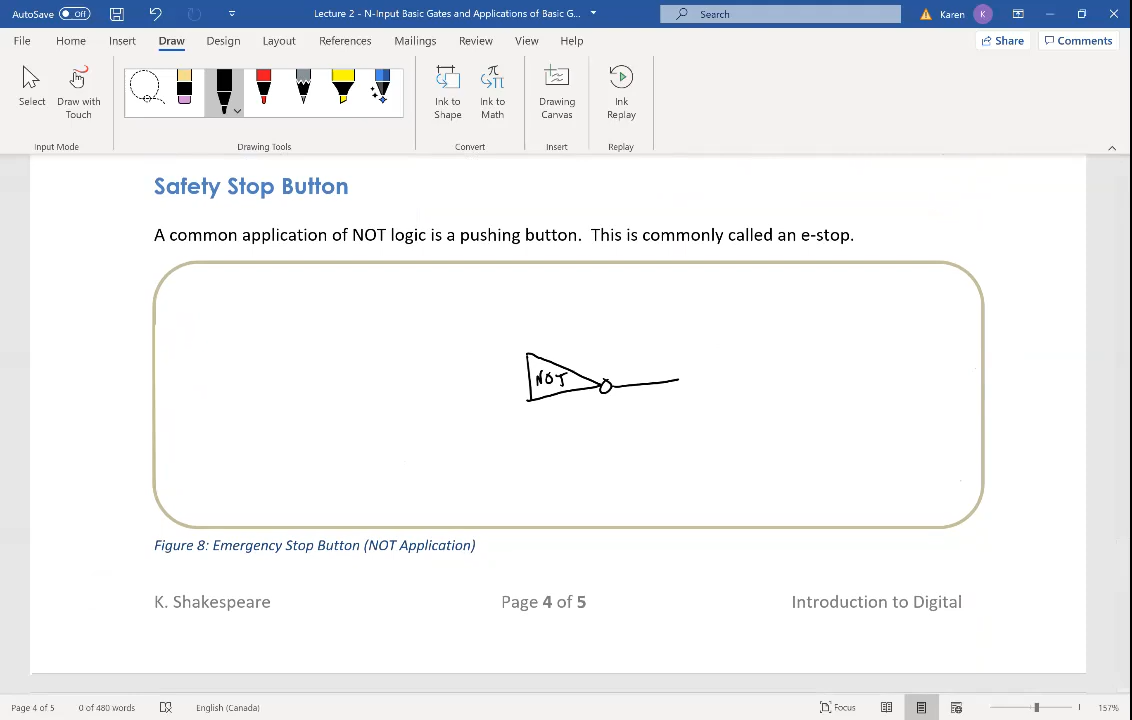 AutoSave Off Lecture 2 - N-Input Basic Gates and Applications of Basic G... Search Karen K
File Home Insert Draw Design Layout References Mailings Review View Help Share Comments
Select Draw with Touch Ink to Shape Ink to Math Drawing Canvas Ink Replay
Input Mode Drawing Tools Convert Insert Replay
Safety Stop Button
A common application of NOT logic is a pushing button. This is commonly called an e-stop.
NOT
Figure 8: Emergency Stop Button (NOT Application)
K. Shakespeare Page 4 of 5 Introduction to Digital
Page 4 of 5 0 of 480 words English (Canada) Focus 157%